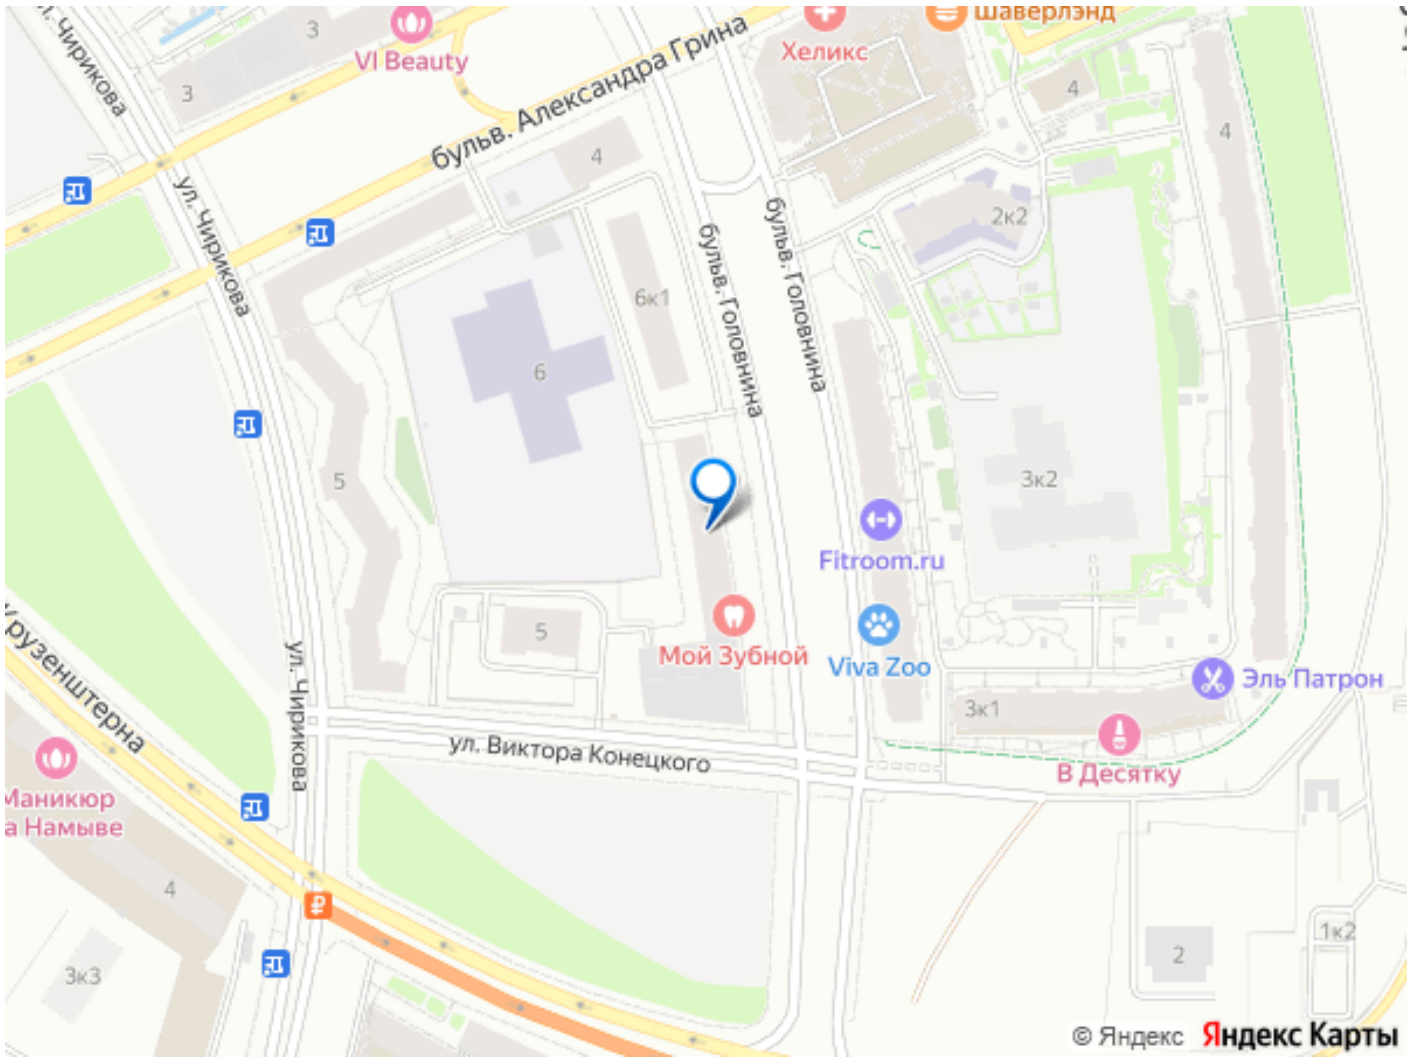 ул. Чирикова
3
VI Beauty
3
бульв. Александра Грина
Хеликс
Шаверлэнд
4
4
4
ул. Чирикова
2к2
бульв. Головнина
бульв. Головнина
6к1
6
5
3к2
Fitroom.ru
Мой Зубной
Viva Zoo
5
Эль Патрон
3к1
В Десятку
ул. Чирикова
ул. Виктора Конецкого
Крузенштерна
Маникюр
а Намыве
4
₽
3к3
2
1к2
© Яндекс Яндекс Карты